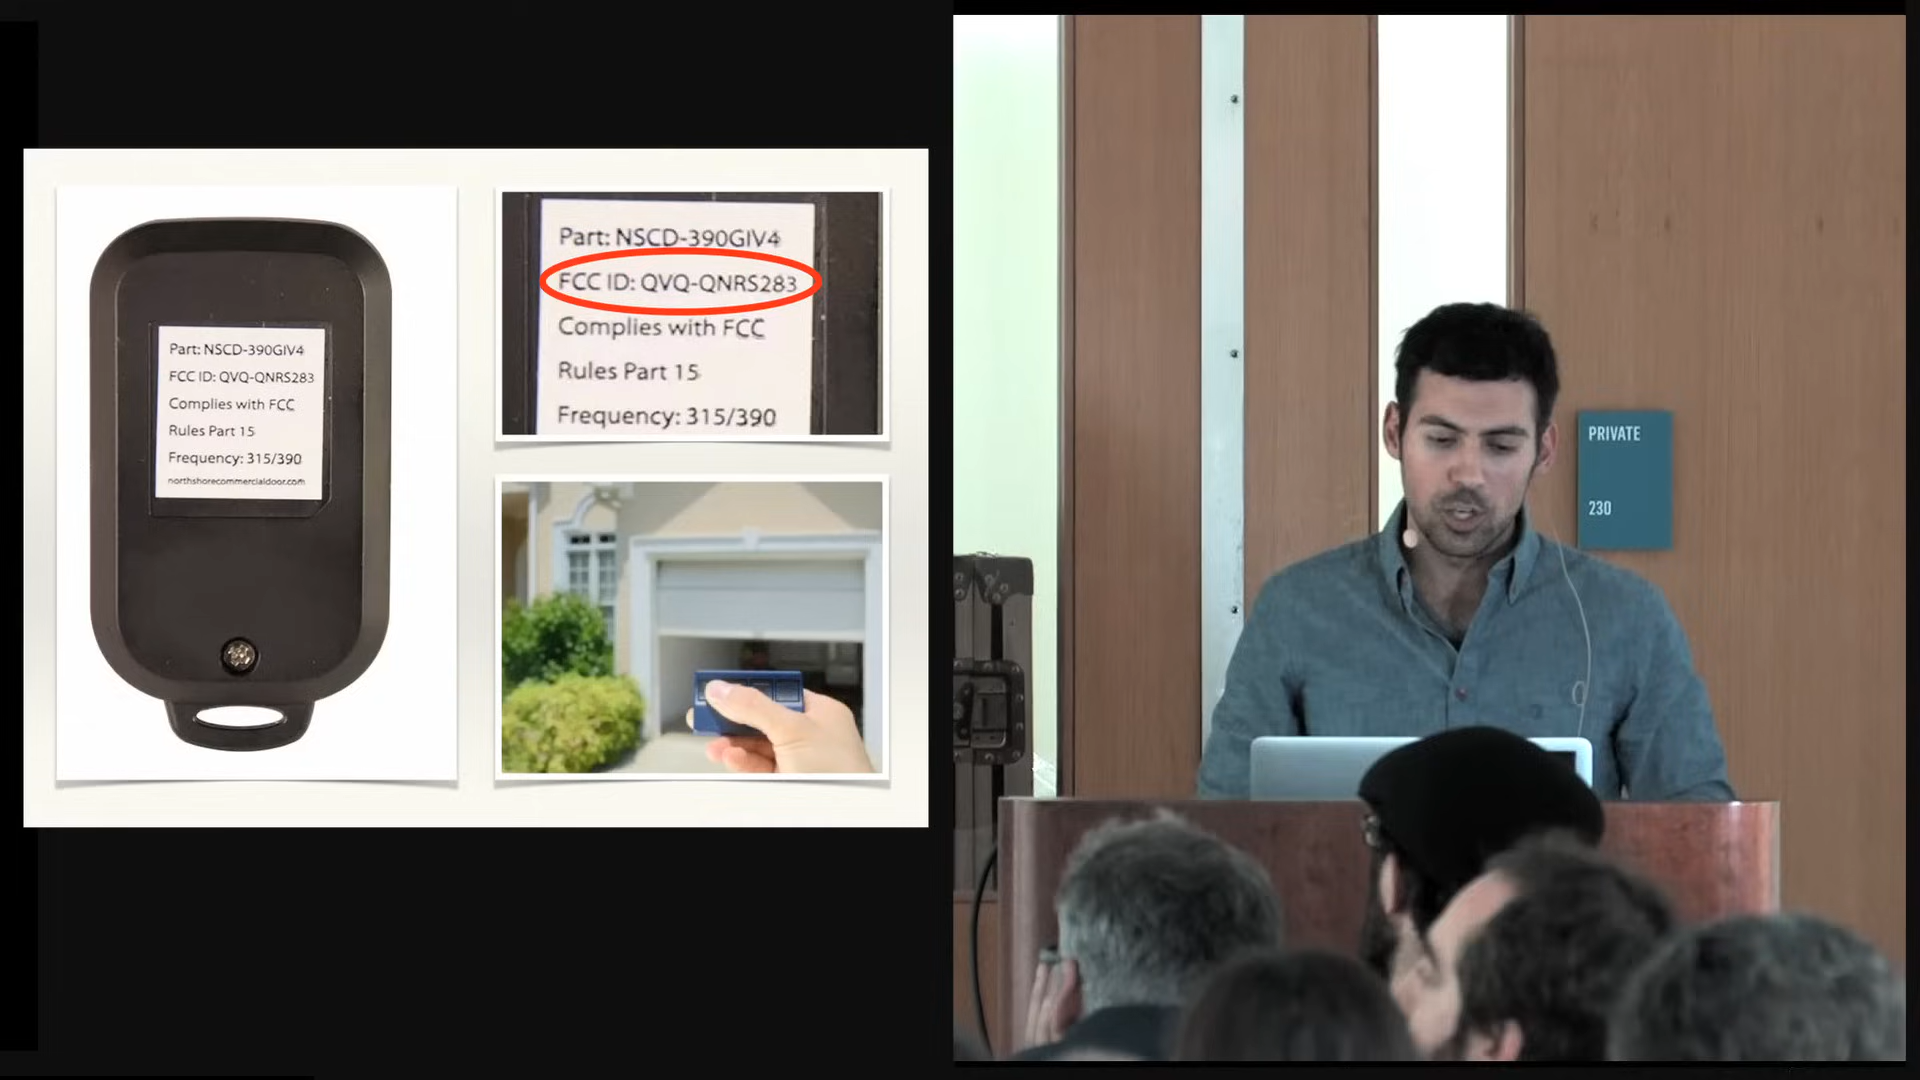 Part: NSCD-390GIV4
FCC ID: QVQ-QNRS283
Complies with FCC
Rules Part 15
Frequency: 315/390
northshorecommercialdoor.com
Part: NSCD-390GIV4
FCC ID: QVQ-QNRS283
Complies with FCC
Rules Part 15
Frequency: 315/390
PRIVATE
230